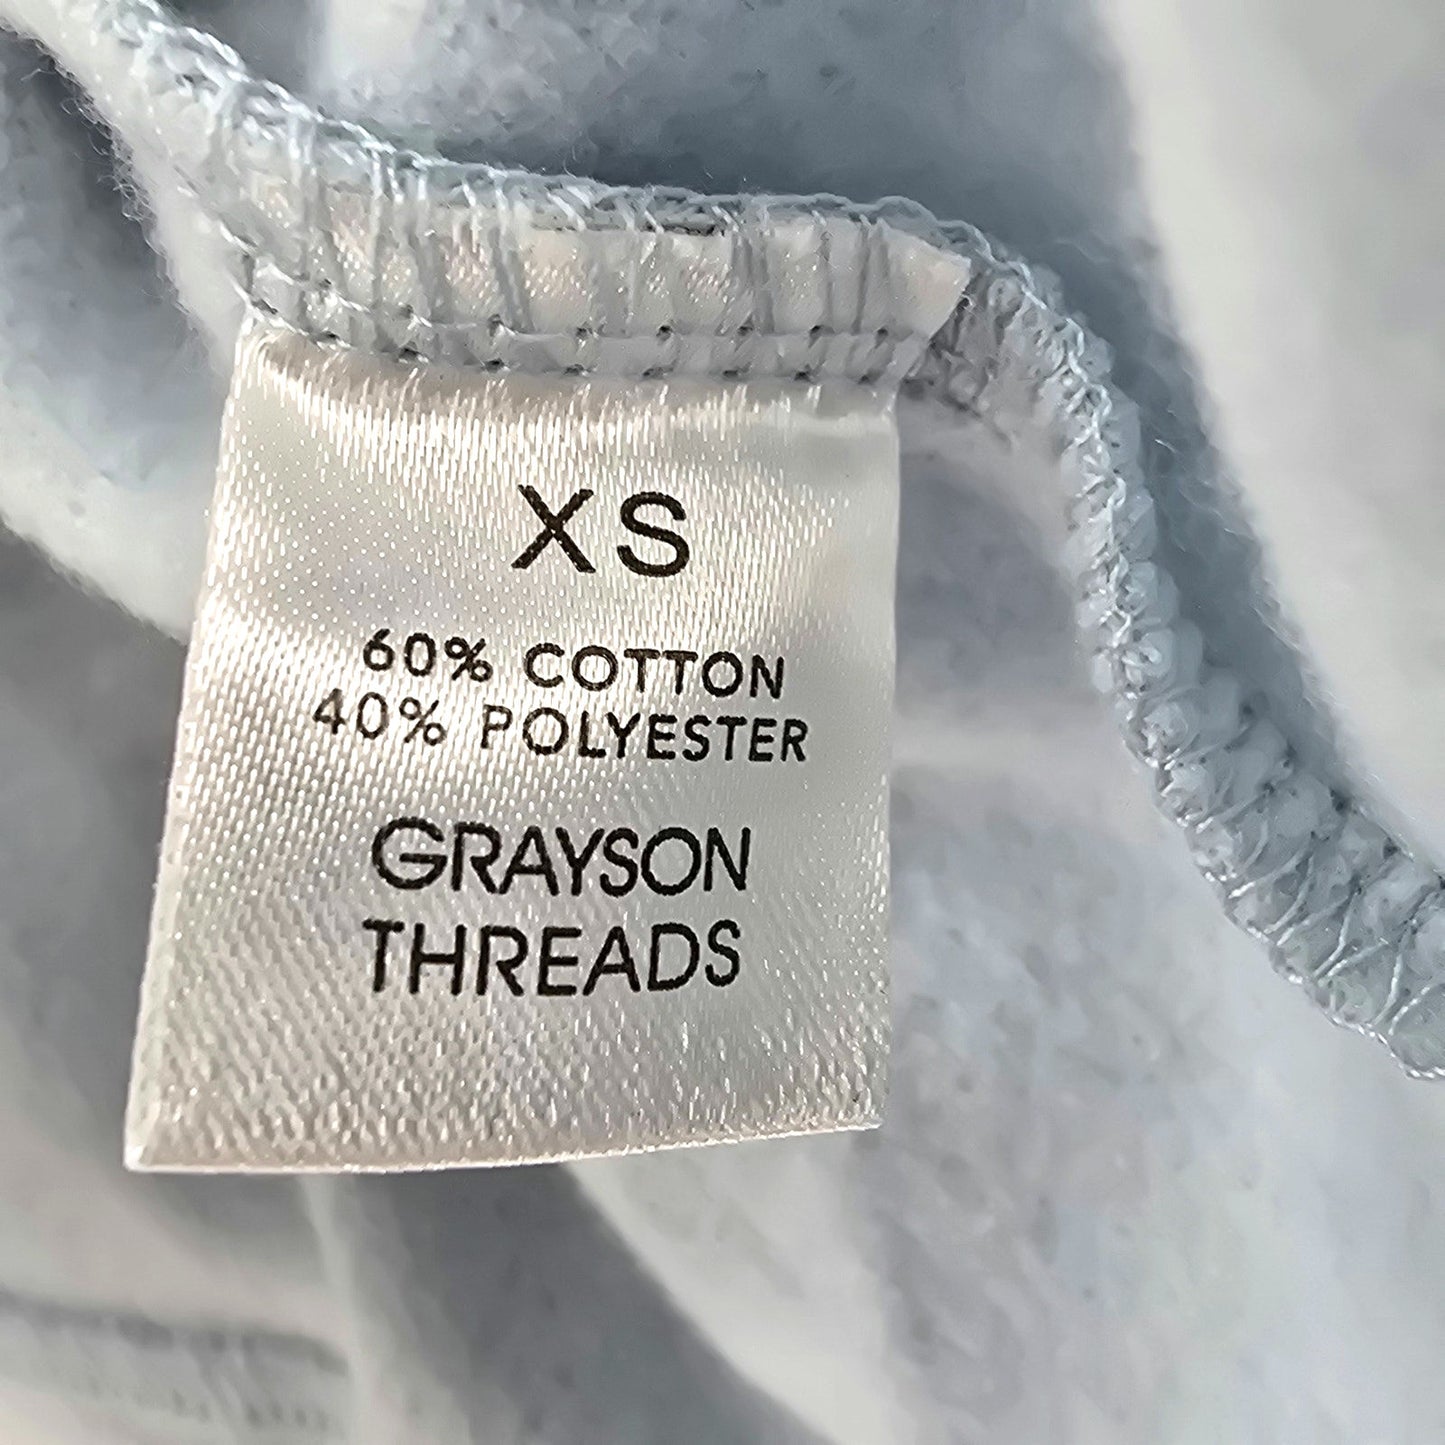 XS
60% COTTON
40% POLYESTER
GRAYSON
THREADS